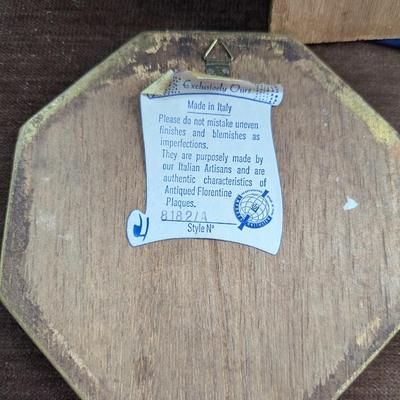 Exclusively Ours
Made in Italy
Please do not mistake uneven
finishes and blemishes as
imperfections.
They are purposely made by
our Italian Artisans and are
authentic characteristics of
Antiqued Florentine
Plaques.
8182/A
Style Nº